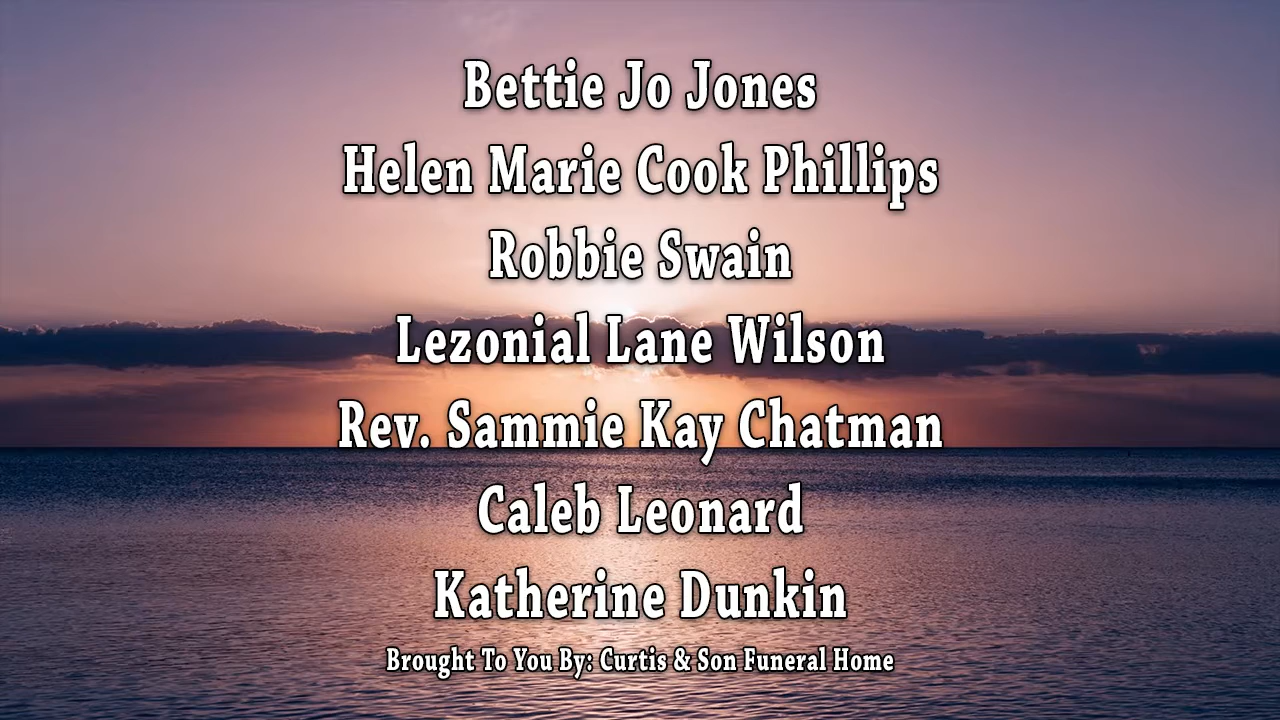 Bettie Jo Jones
Helen Marie Cook Phillips
Robbie Swain
Lezonial Lane Wilson
Rev. Sammie Kay Chatman
Caleb Leonard
Katherine Dunkin
Brought To You By: Curtis & Son Funeral Home